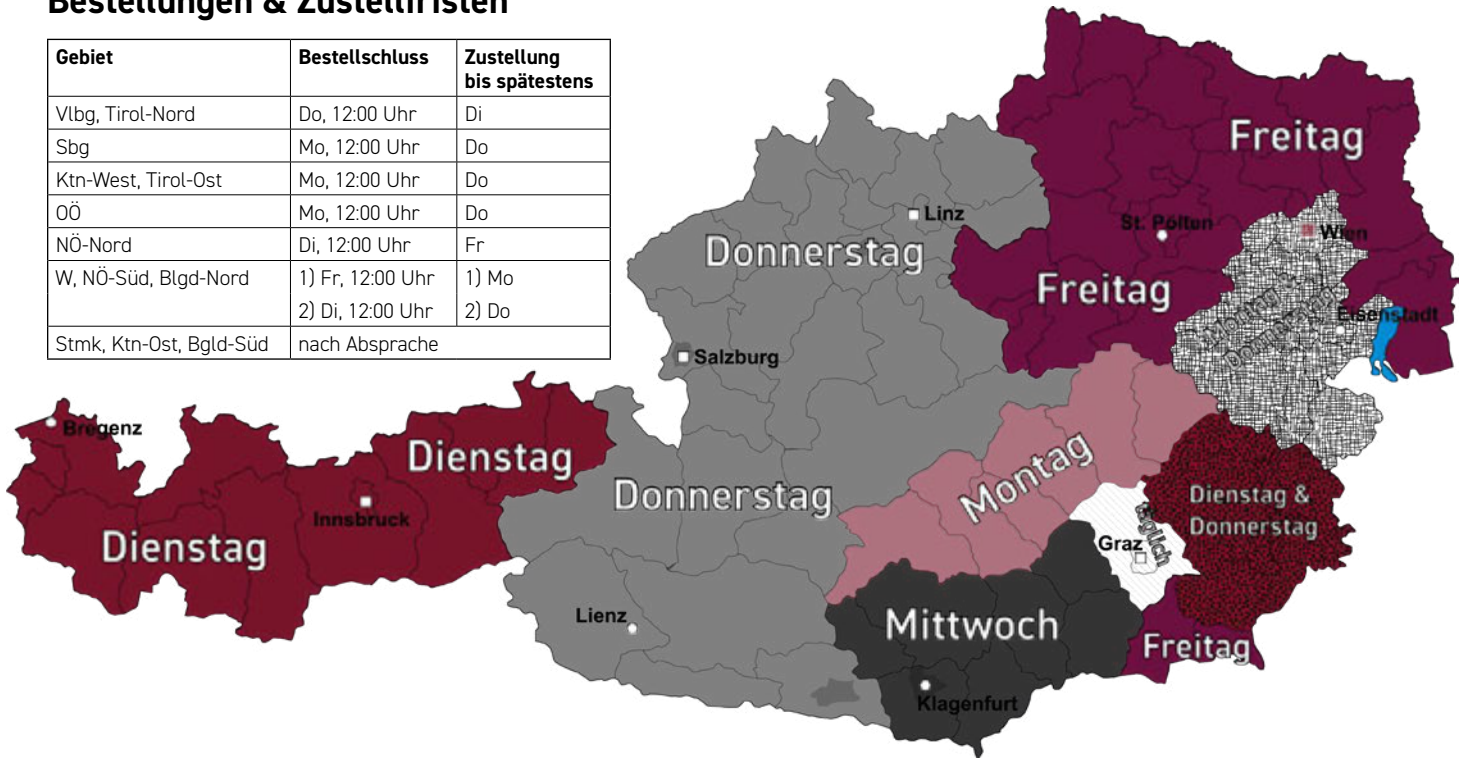 Bestellungen & Zustellfristen
Gebiet Bestellschluss Zustellung
bis spätestens
Vlbg, Tirol-Nord Do, 12:00 Uhr Di
Sbg Mo, 12:00 Uhr Do
Ktn-West, Tirol-Ost Mo, 12:00 Uhr Do
OÖ Mo, 12:00 Uhr Do
NÖ-Nord Di, 12:00 Uhr Fr
W, NÖ-Süd, Blgd-Nord 1) Fr, 12:00 Uhr 1) Mo
2) Di, 12:00 Uhr 2) Do
Stmk, Ktn-Ost, Bgld-Süd nach Absprache
Freitag
Linz
St. Pölten
Wien
Donnerstag
Freitag
Montag &
Donnerstag
Eisenstadt
Salzburg
Bregenz
Dienstag
Montag
Donnerstag
Dienstag &
Donnerstag
Innsbruck
Dienstag
Graz
täglich
Lienz
Mittwoch
Freitag
Klagenfurt